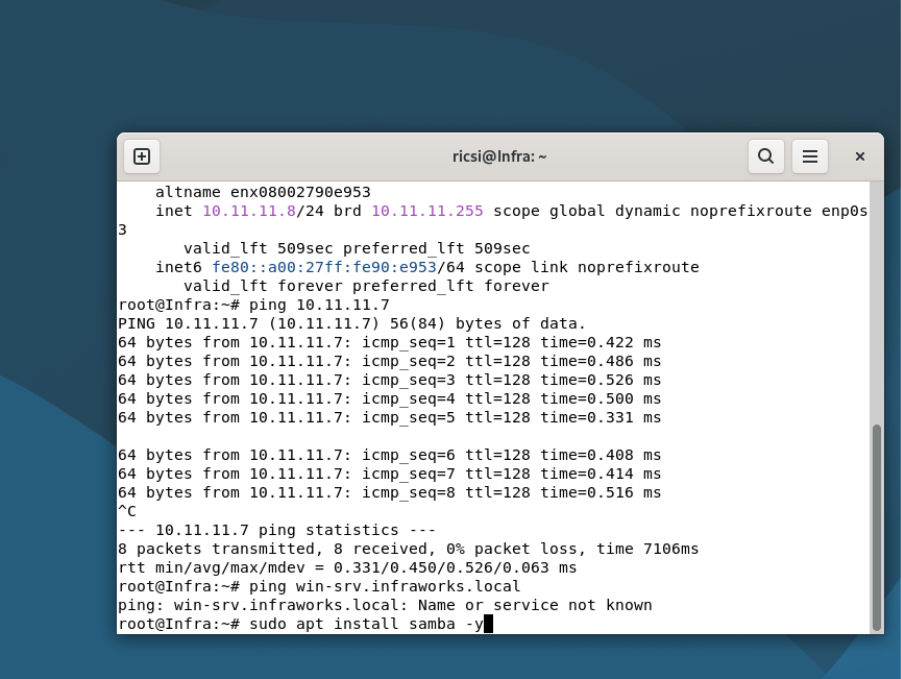 ricsi@Infra: ~
altname enx08002790e953
inet 10.11.11.8/24 brd 10.11.11.255 scope global dynamic noprefixroute enp0s
3
valid_lft 509sec preferred_lft 509sec
inet6 fe80::a00:27ff:fe90:e953/64 scope link noprefixroute
valid_lft forever preferred_lft forever
root@Infra:~# ping 10.11.11.7
PING 10.11.11.7 (10.11.11.7) 56(84) bytes of data.
64 bytes from 10.11.11.7: icmp_seq=1 ttl=128 time=0.422 ms
64 bytes from 10.11.11.7: icmp_seq=2 ttl=128 time=0.486 ms
64 bytes from 10.11.11.7: icmp_seq=3 ttl=128 time=0.526 ms
64 bytes from 10.11.11.7: icmp_seq=4 ttl=128 time=0.500 ms
64 bytes from 10.11.11.7: icmp_seq=5 ttl=128 time=0.331 ms
64 bytes from 10.11.11.7: icmp_seq=6 ttl=128 time=0.408 ms
64 bytes from 10.11.11.7: icmp_seq=7 ttl=128 time=0.414 ms
64 bytes from 10.11.11.7: icmp_seq=8 ttl=128 time=0.516 ms
^C
--- 10.11.11.7 ping statistics ---
8 packets transmitted, 8 received, 0% packet loss, time 7106ms
rtt min/avg/max/mdev = 0.331/0.450/0.526/0.063 ms
root@Infra:~# ping win-srv.infraworks.local
ping: win-srv.infraworks.local: Name or service not known
root@Infra:~# sudo apt install samba -y